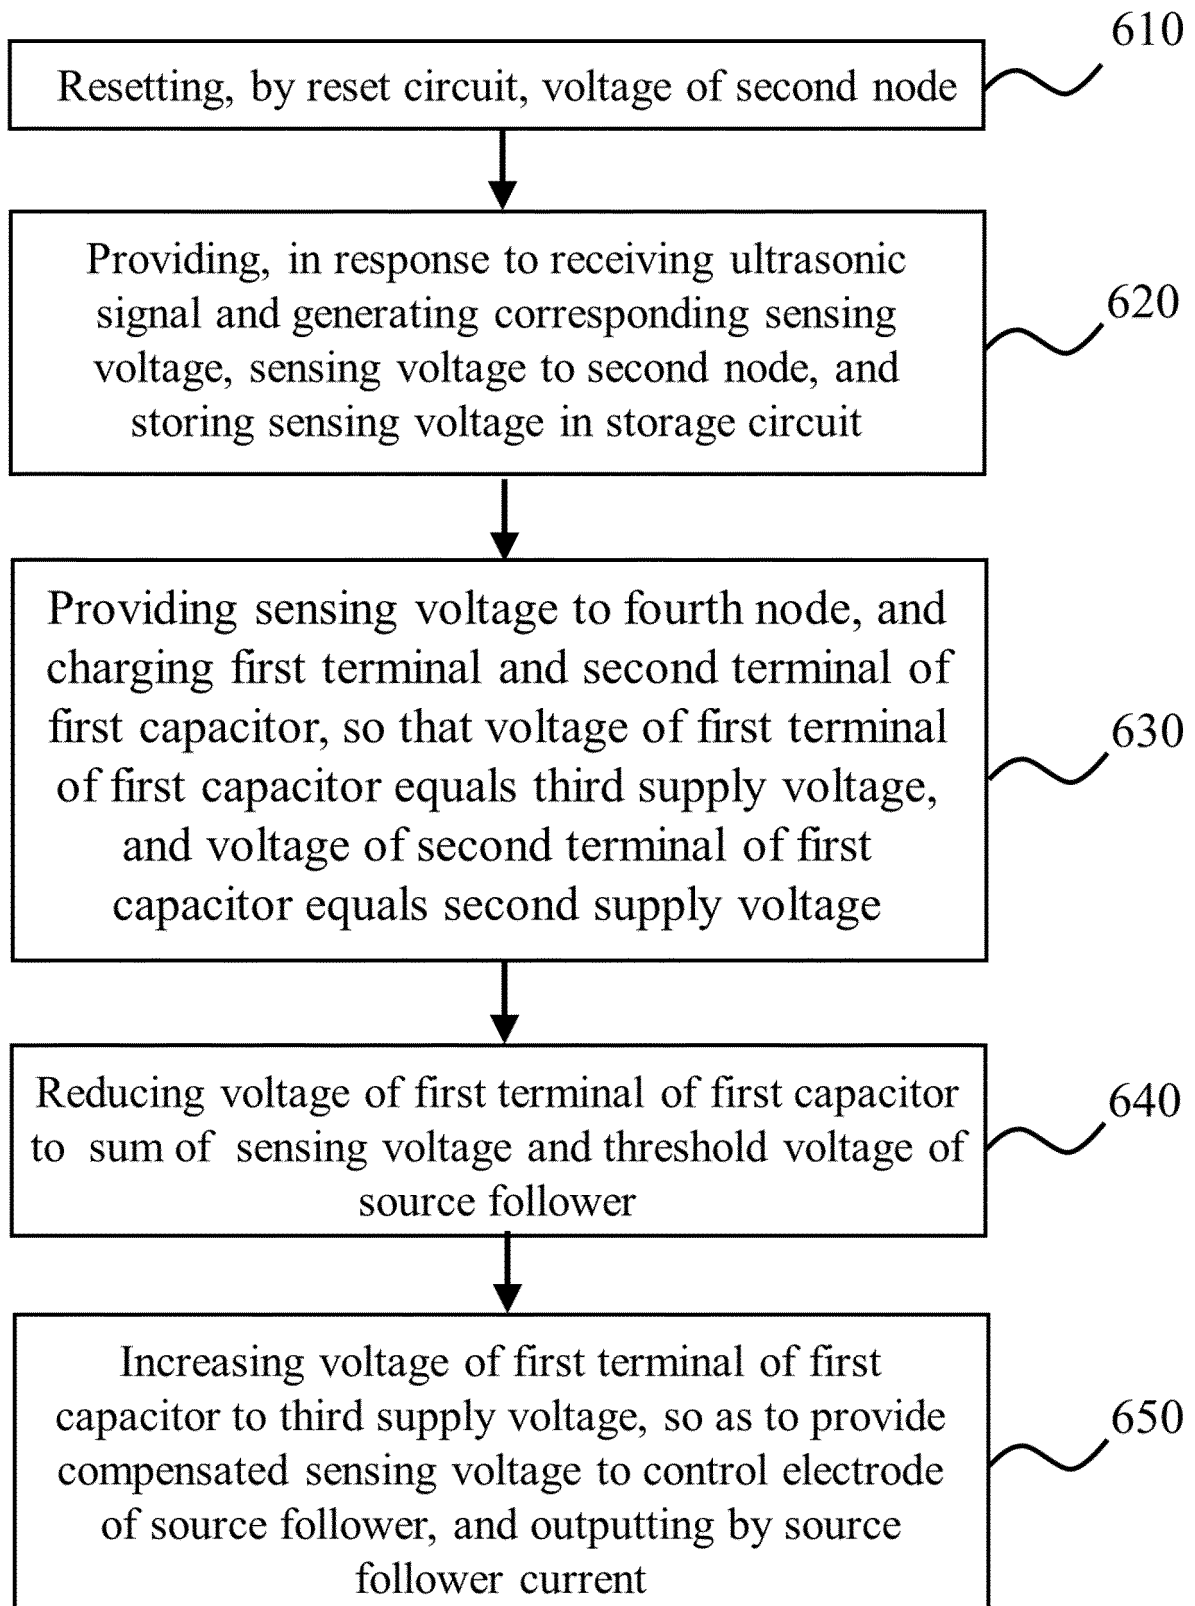 610
Resetting, by reset circuit, voltage of second node
Providing, in response to receiving ultrasonic
signal and generating corresponding sensing
voltage, sensing voltage to second node, and
storing sensing voltage in storage circuit
620
Providing sensing voltage to fourth node, and
charging first terminal and second terminal of
first capacitor, so that voltage of first terminal
of first capacitor equals third supply voltage,
and voltage of second terminal of first
capacitor equals second supply voltage
630
Reducing voltage of first terminal of first capacitor
to sum of sensing voltage and threshold voltage of
source follower
640
Increasing voltage of first terminal of first
capacitor to third supply voltage, so as to provide
compensated sensing voltage to control electrode
of source follower, and outputting by source
follower current
650